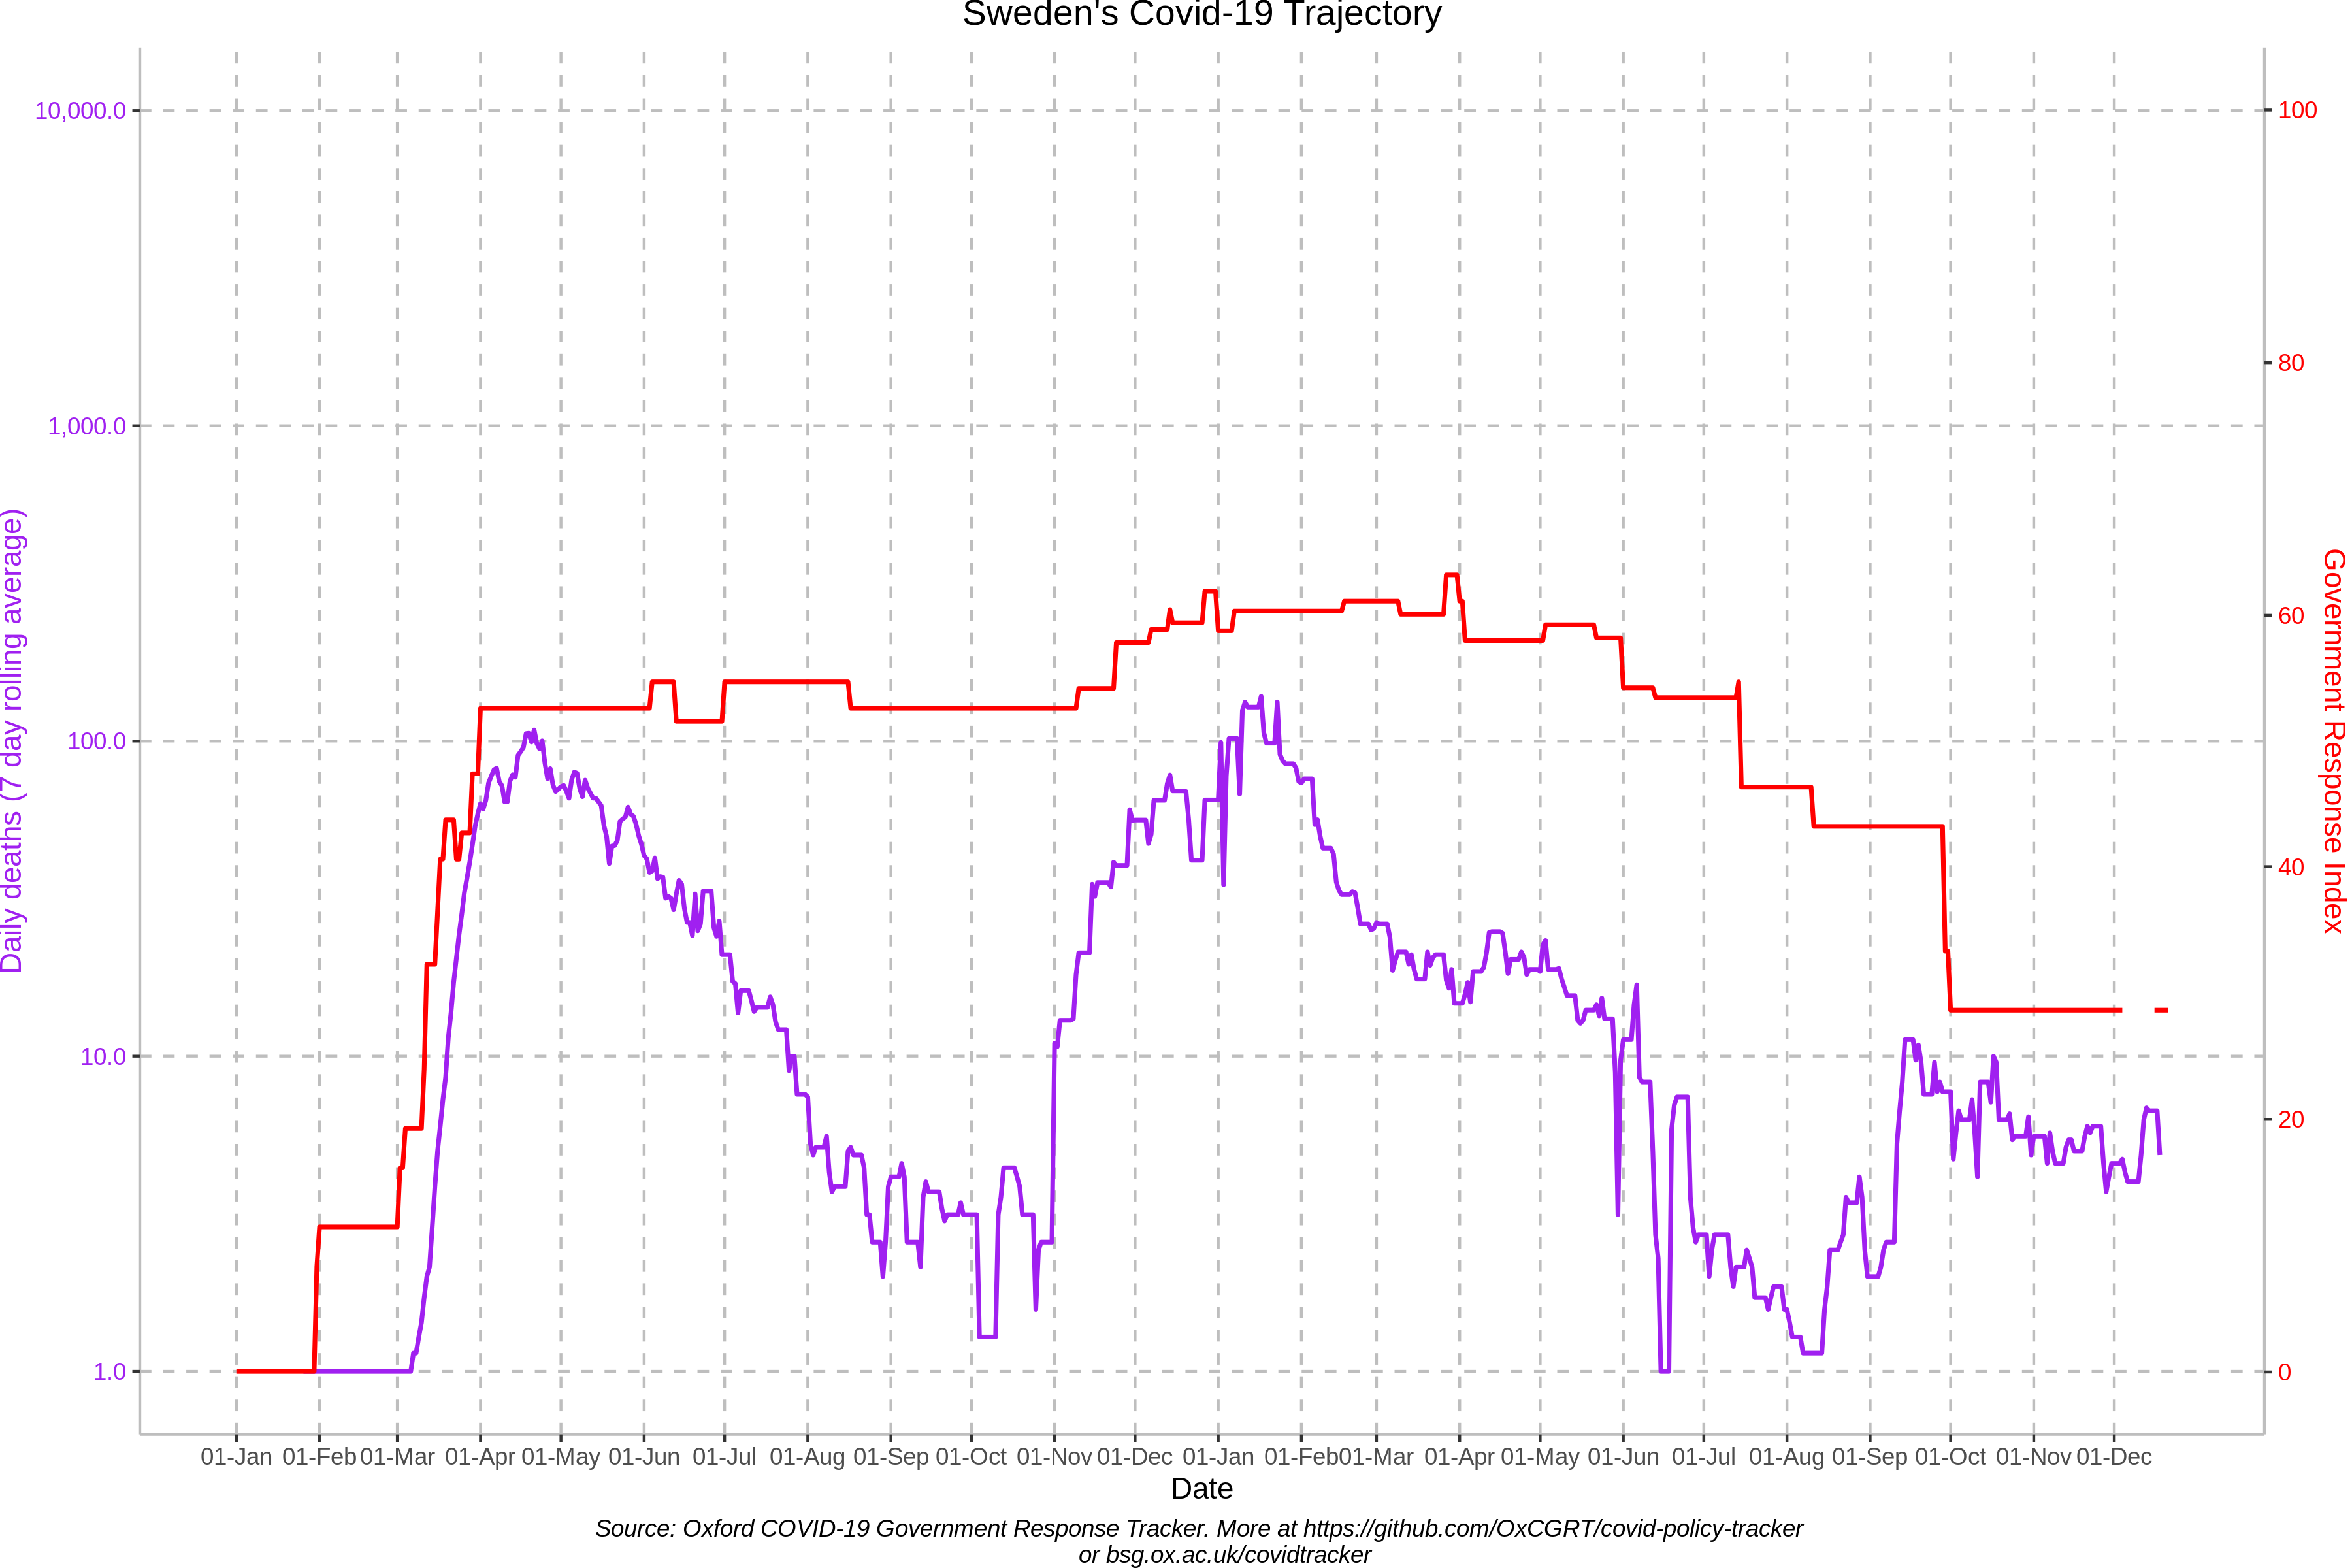 Sweden's Covid-19 Trajectory
10,000.0
1,000.0
100.0
10.0
1.0
Daily deaths (7 day rolling average)
100
80
60
40
20
0
Government Response Index
01-Jan 01-Feb 01-Mar 01-Apr 01-May 01-Jun 01-Jul 01-Aug 01-Sep 01-Oct 01-Nov 01-Dec 01-Jan 01-Feb 01-Mar 01-Apr 01-May 01-Jun 01-Jul 01-Aug 01-Sep 01-Oct 01-Nov 01-Dec
Date
Source: Oxford COVID-19 Government Response Tracker. More at https://github.com/OxCGRT/covid-policy-tracker
or bsg.ox.ac.uk/covidtracker